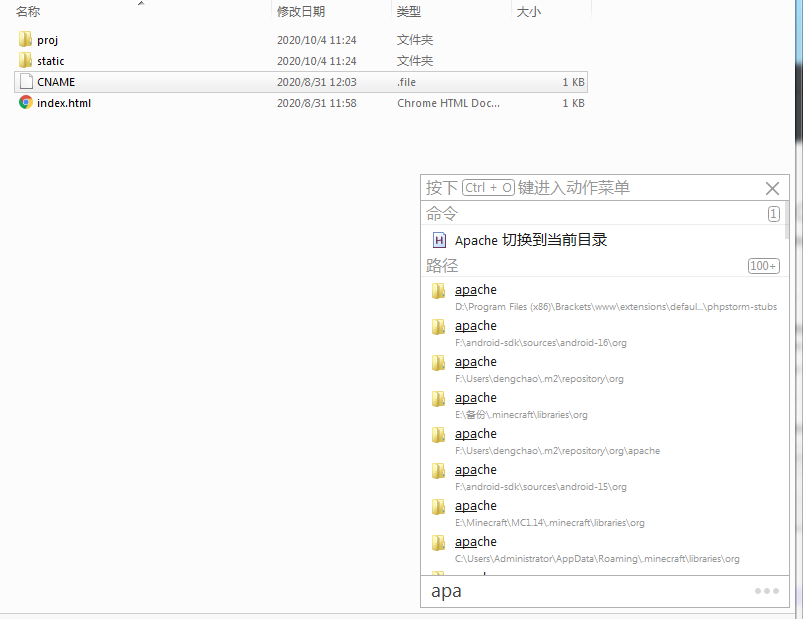 名称 修改日期 类型 大小
proj 2020/10/4 11:24 文件夹
static 2020/10/4 11:24 文件夹
CNAME 2020/8/31 12:03 .file 1 KB
index.html 2020/8/31 11:58 Chrome HTML Doc... 1 KB
按下 Ctrl + O 键进入动作菜单
命令 1
Apache 切换到当前目录
路径 100+
apache
D:\Program Files (x86)\Brackets\www\extensions\defaul...\phpstorm-stubs
apache
F:\android-sdk\sources\android-16\org
apache
F:\Users\dengchao\.m2\repository\org
apache
E:\备份\.minecraft\libraries\org
apache
F:\Users\dengchao\.m2\repository\org\apache
apache
F:\android-sdk\sources\android-15\org
apache
E:\Minecraft\MC1.14\.minecraft\libraries\org
apache
C:\Users\Administrator\AppData\Roaming\.minecraft\libraries\org
apa